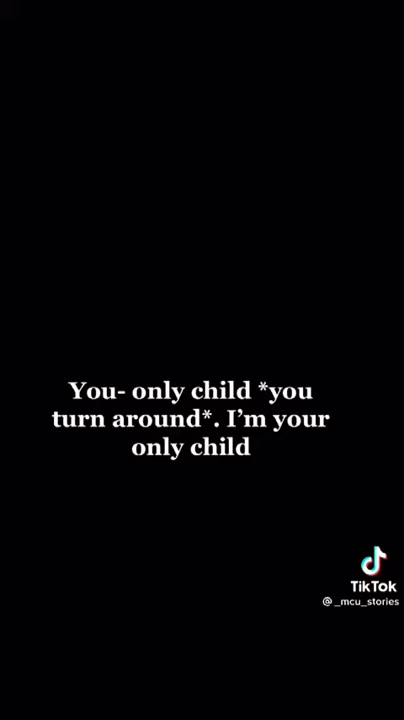 You- only child *you
turn around*. I’m your
only child
TikTok
@_mcu_stories